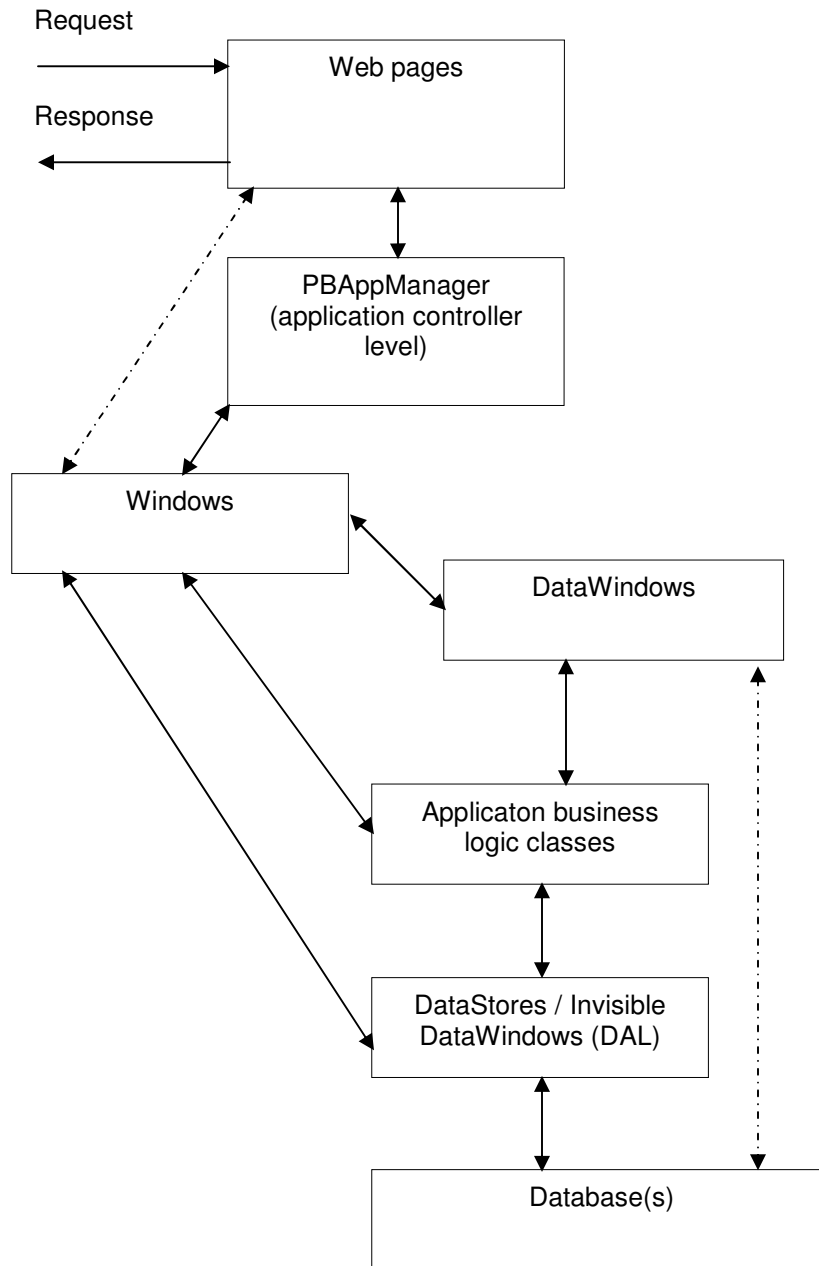 Request
Web pages
Response
PBAppManager
(application controller
level)
Windows
DataWindows
Applicaton business
logic classes
DataStores / Invisible
DataWindows (DAL)
Database(s)